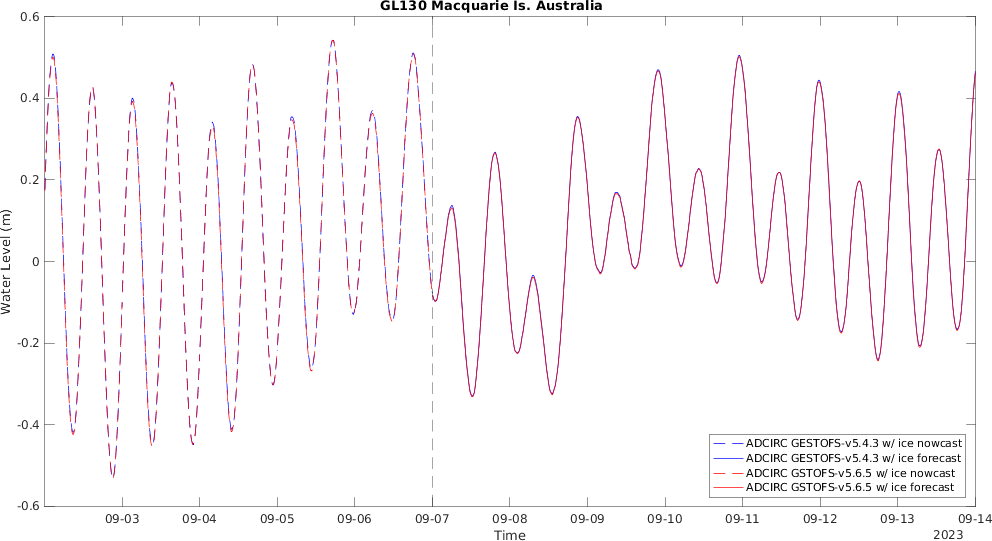 GL130 Macquarie Is. Australia
0.6
0.4
0.2
0
-0.2
-0.4
-0.6
Water Level (m)
ADCIRC GESTOFS-v5.4.3 w/ ice nowcast
ADCIRC GESTOFS-v5.4.3 w/ ice forecast
ADCIRC GSTOFS-v5.6.5 w/ ice nowcast
ADCIRC GSTOFS-v5.6.5 w/ ice forecast
09-03 09-04 09-05 09-06 09-07 09-08 09-09 09-10 09-11 09-12 09-13 09-14
Time
2023